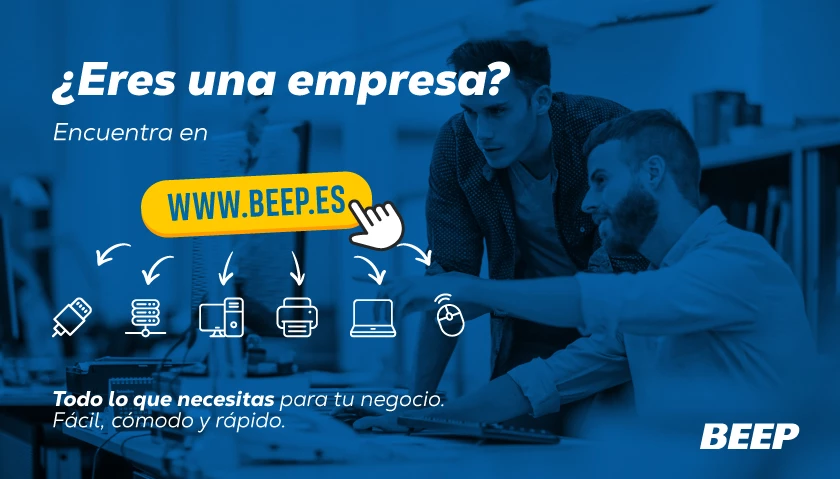 ¿Eres una empresa?
Encuentra en
WWW.BEEP.ES
Todo lo que necesitas para tu negocio.
Fácil, cómodo y rápido.
BEEP